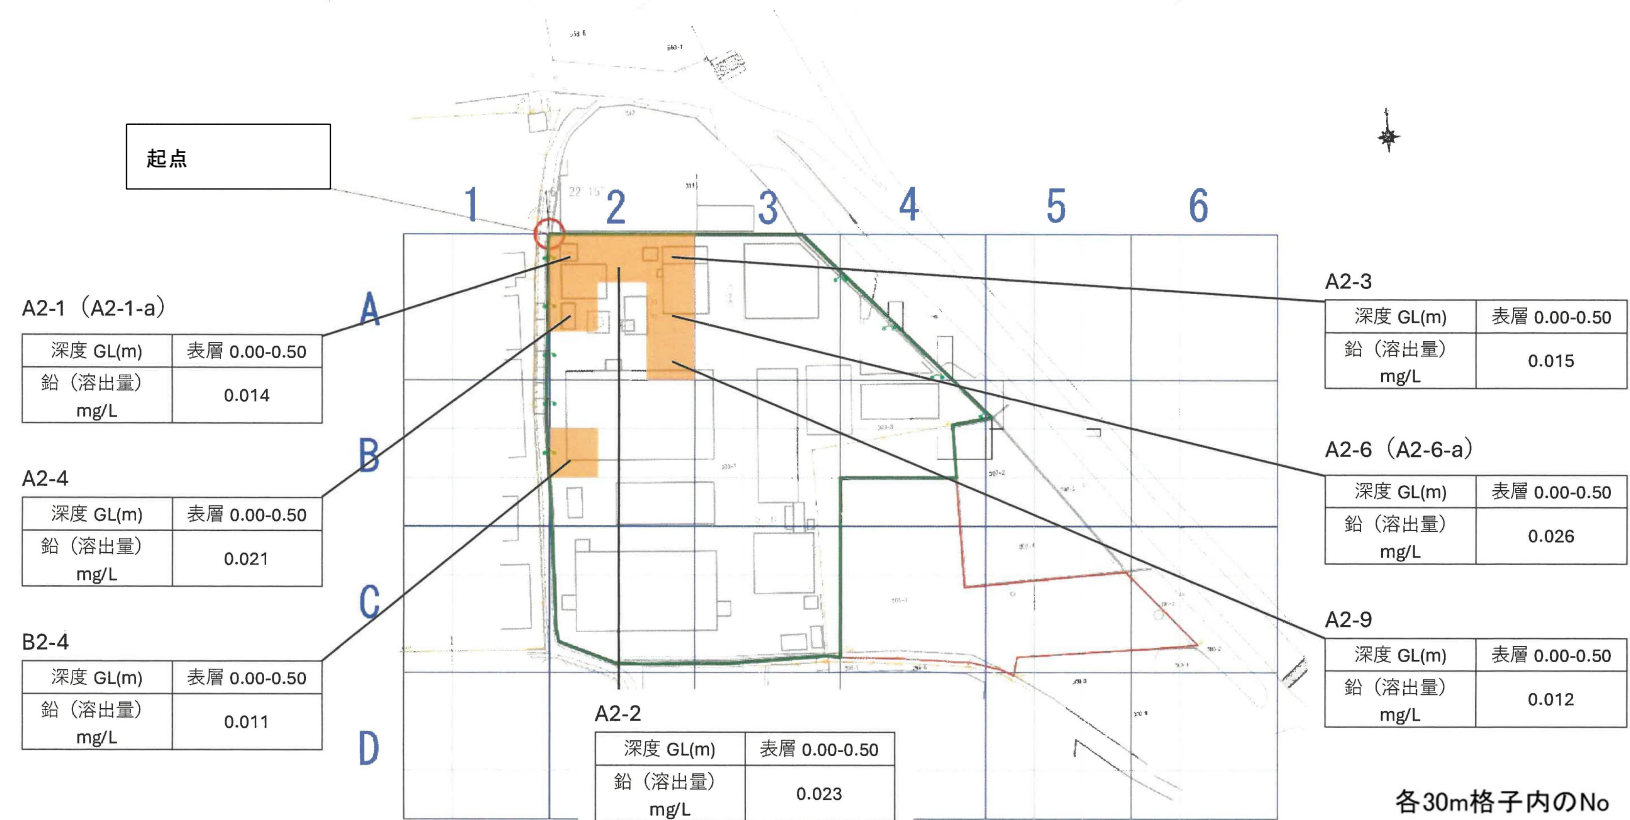 起点
1 2 3 4 5 6
A
B
C
D
22 15
A2-1（A2-1-a）
深度 GL(m) 表層 0.00-0.50
鉛（溶出量）
mg/L
0.014
A2-4
深度 GL(m) 表層 0.00-0.50
鉛（溶出量）
mg/L
0.021
B2-4
深度 GL(m) 表層 0.00-0.50
鉛（溶出量）
mg/L
0.011
A2-2
深度 GL(m) 表層 0.00-0.50
鉛（溶出量）
mg/L
0.023
A2-3
深度 GL(m) 表層 0.00-0.50
鉛（溶出量）
mg/L
0.015
A2-6（A2-6-a）
深度 GL(m) 表層 0.00-0.50
鉛（溶出量）
mg/L
0.026
A2-9
深度 GL(m) 表層 0.00-0.50
鉛（溶出量）
mg/L
0.012
各30m格子内のNo